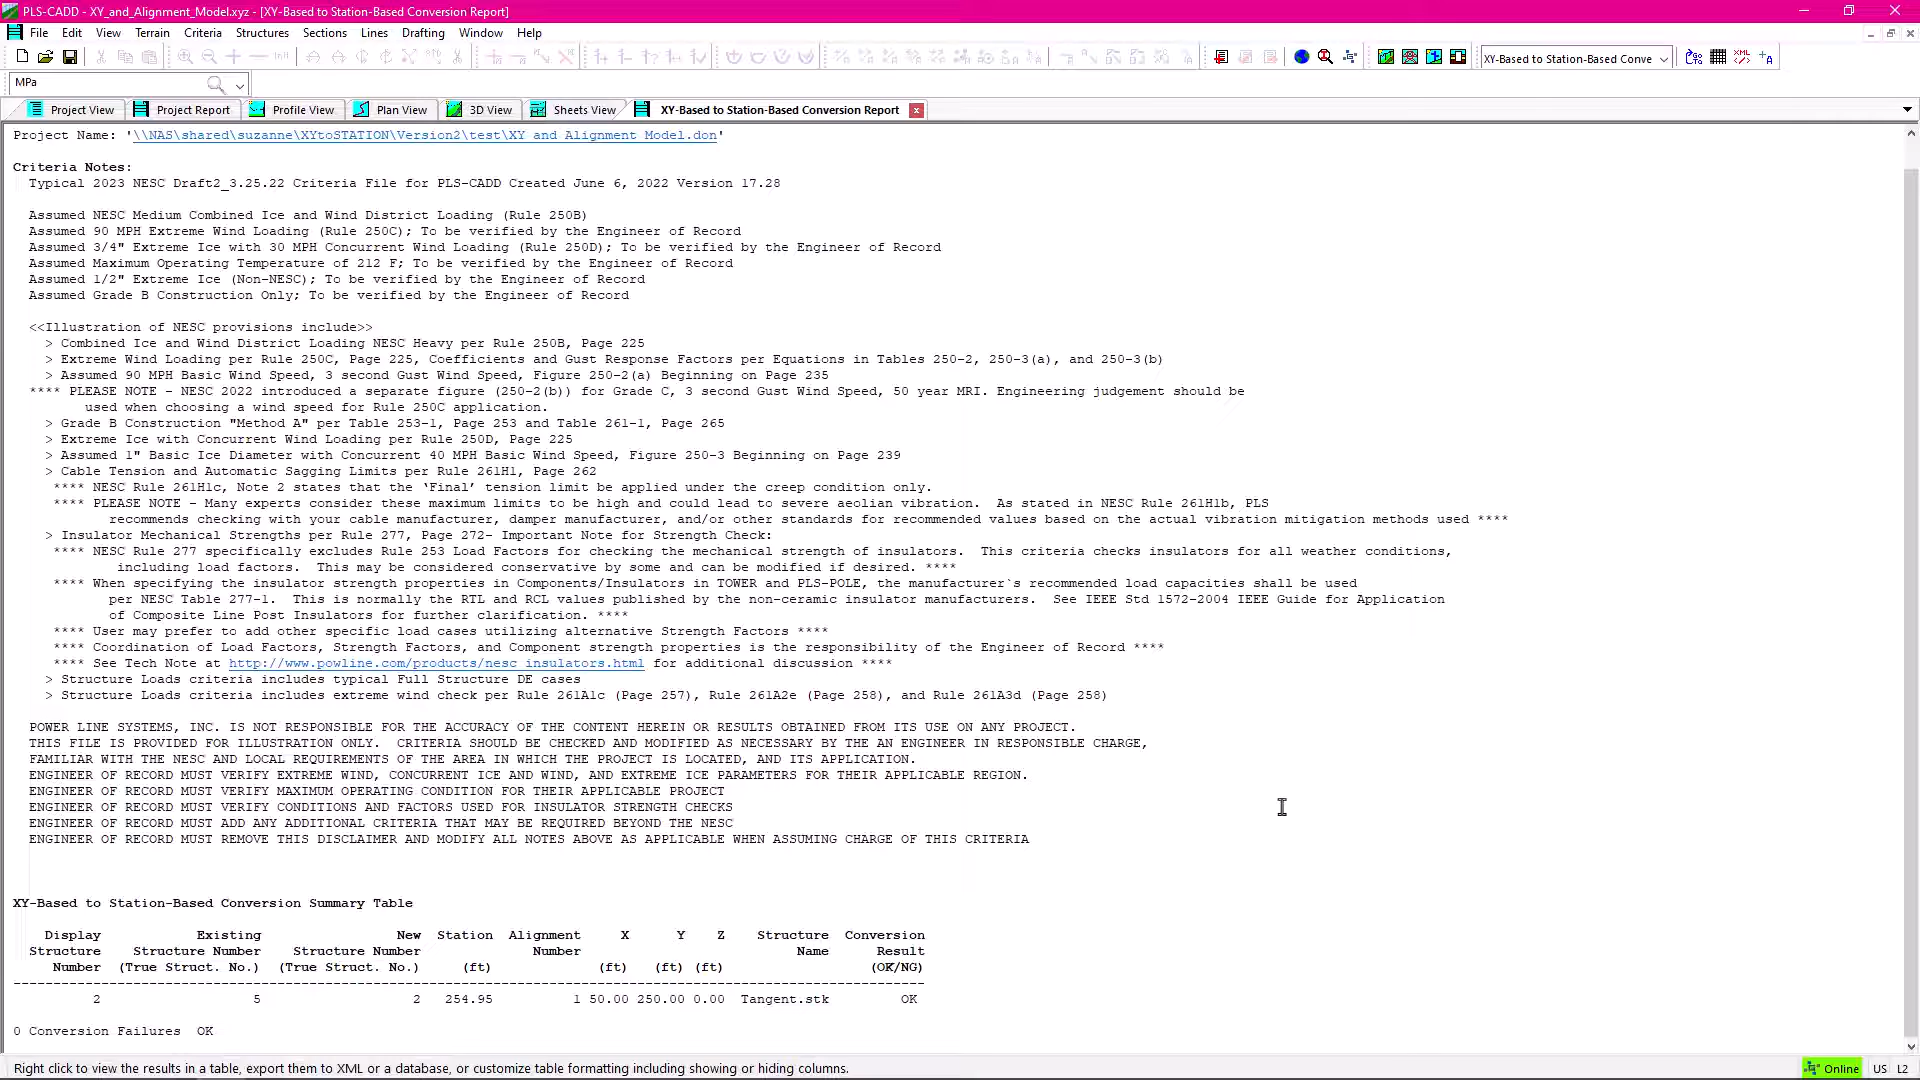 PLS-CADD - XY_and_Alignment_Model.xyz - [XY-Based to Station-Based Conversion Report]
File Edit View Terrain Criteria Structures Sections Lines Drafting Window Help
XY-Based to Station-Based Conve
MPa
Project View Project Report Profile View Plan View 3D View Sheets View XY-Based to Station-Based Conversion Report
Project Name: '\\NAS\shared\suzanne\XYtoSTATION\Version2\test\XY and Alignment Model.don'
Criteria Notes:
Typical 2023 NESC Draft2_3.25.22 Criteria File for PLS-CADD Created June 6, 2022 Version 17.28
Assumed NESC Medium Combined Ice and Wind District Loading (Rule 250B)
Assumed 90 MPH Extreme Wind Loading (Rule 250C); To be verified by the Engineer of Record
Assumed 3/4" Extreme Ice with 30 MPH Concurrent Wind Loading (Rule 250D); To be verified by the Engineer of Record
Assumed Maximum Operating Temperature of 212 F; To be verified by the Engineer of Record
Assumed 1/2" Extreme Ice (Non-NESC); To be verified by the Engineer of Record
Assumed Grade B Construction Only; To be verified by the Engineer of Record
<<Illustration of NESC provisions include>>
> Combined Ice and Wind District Loading NESC Heavy per Rule 250B, Page 225
> Extreme Wind Loading per Rule 250C, Page 225, Coefficients and Gust Response Factors per Equations in Tables 250-2, 250-3(a), and 250-3(b)
> Assumed 90 MPH Basic Wind Speed, 3 second Gust Wind Speed, Figure 250-2(a) Beginning on Page 235
**** PLEASE NOTE - NESC 2022 introduced a separate figure (250-2(b)) for Grade C, 3 second Gust Wind Speed, 50 year MRI. Engineering judgement should be
used when choosing a wind speed for Rule 250C application.
> Grade B Construction "Method A" per Table 253-1, Page 253 and Table 261-1, Page 265
> Extreme Ice with Concurrent Wind Loading per Rule 250D, Page 225
> Assumed 1" Basic Ice Diameter with Concurrent 40 MPH Basic Wind Speed, Figure 250-3 Beginning on Page 239
> Cable Tension and Automatic Sagging Limits per Rule 261H1, Page 262
**** NESC Rule 261H1c, Note 2 states that the ‘Final’ tension limit be applied under the creep condition only.
**** PLEASE NOTE - Many experts consider these maximum limits to be high and could lead to severe aeolian vibration. As stated in NESC Rule 261H1b, PLS
recommends checking with your cable manufacturer, damper manufacturer, and/or other standards for recommended values based on the actual vibration mitigation methods used ****
> Insulator Mechanical Strengths per Rule 277, Page 272- Important Note for Strength Check:
**** NESC Rule 277 specifically excludes Rule 253 Load Factors for checking the mechanical strength of insulators. This criteria checks insulators for all weather conditions,
including load factors. This may be considered conservative by some and can be modified if desired. ****
**** When specifying the insulator strength properties in Components/Insulators in TOWER and PLS-POLE, the manufacturer`s recommended load capacities shall be used
per NESC Table 277-1. This is normally the RTL and RCL values published by the non-ceramic insulator manufacturers. See IEEE Std 1572-2004 IEEE Guide for Application
of Composite Line Post Insulators for further clarification. ****
**** User may prefer to add other specific load cases utilizing alternative Strength Factors ****
**** Coordination of Load Factors, Strength Factors, and Component strength properties is the responsibility of the Engineer of Record ****
**** See Tech Note at http://www.powline.com/products/nesc_insulators.html for additional discussion ****
> Structure Loads criteria includes typical Full Structure DE cases
> Structure Loads criteria includes extreme wind check per Rule 261A1c (Page 257), Rule 261A2e (Page 258), and Rule 261A3d (Page 258)
POWER LINE SYSTEMS, INC. IS NOT RESPONSIBLE FOR THE ACCURACY OF THE CONTENT HEREIN OR RESULTS OBTAINED FROM ITS USE ON ANY PROJECT.
THIS FILE IS PROVIDED FOR ILLUSTRATION ONLY. CRITERIA SHOULD BE CHECKED AND MODIFIED AS NECESSARY BY THE AN ENGINEER IN RESPONSIBLE CHARGE,
FAMILIAR WITH THE NESC AND LOCAL REQUIREMENTS OF THE AREA IN WHICH THE PROJECT IS LOCATED, AND ITS APPLICATION.
ENGINEER OF RECORD MUST VERIFY EXTREME WIND, CONCURRENT ICE AND WIND, AND EXTREME ICE PARAMETERS FOR THEIR APPLICABLE REGION.
ENGINEER OF RECORD MUST VERIFY MAXIMUM OPERATING CONDITION FOR THEIR APPLICABLE PROJECT
ENGINEER OF RECORD MUST VERIFY CONDITIONS AND FACTORS USED FOR INSULATOR STRENGTH CHECKS
ENGINEER OF RECORD MUST ADD ANY ADDITIONAL CRITERIA THAT MAY BE REQUIRED BEYOND THE NESC
ENGINEER OF RECORD MUST REMOVE THIS DISCLAIMER AND MODIFY ALL NOTES ABOVE AS APPLICABLE WHEN ASSUMING CHARGE OF THIS CRITERIA
XY-Based to Station-Based Conversion Summary Table
Display Existing New Station Alignment X Y Z Structure Conversion
Structure Structure Number Structure Number Number Name Result
Number (True Struct. No.) (True Struct. No.) (ft) (ft) (ft) (ft) (OK/NG)
2 5 2 254.95 1 50.00 250.00 0.00 Tangent.stk OK
0 Conversion Failures OK
Right click to view the results in a table, export them to XML or a database, or customize table formatting including showing or hiding columns.
Online US L2